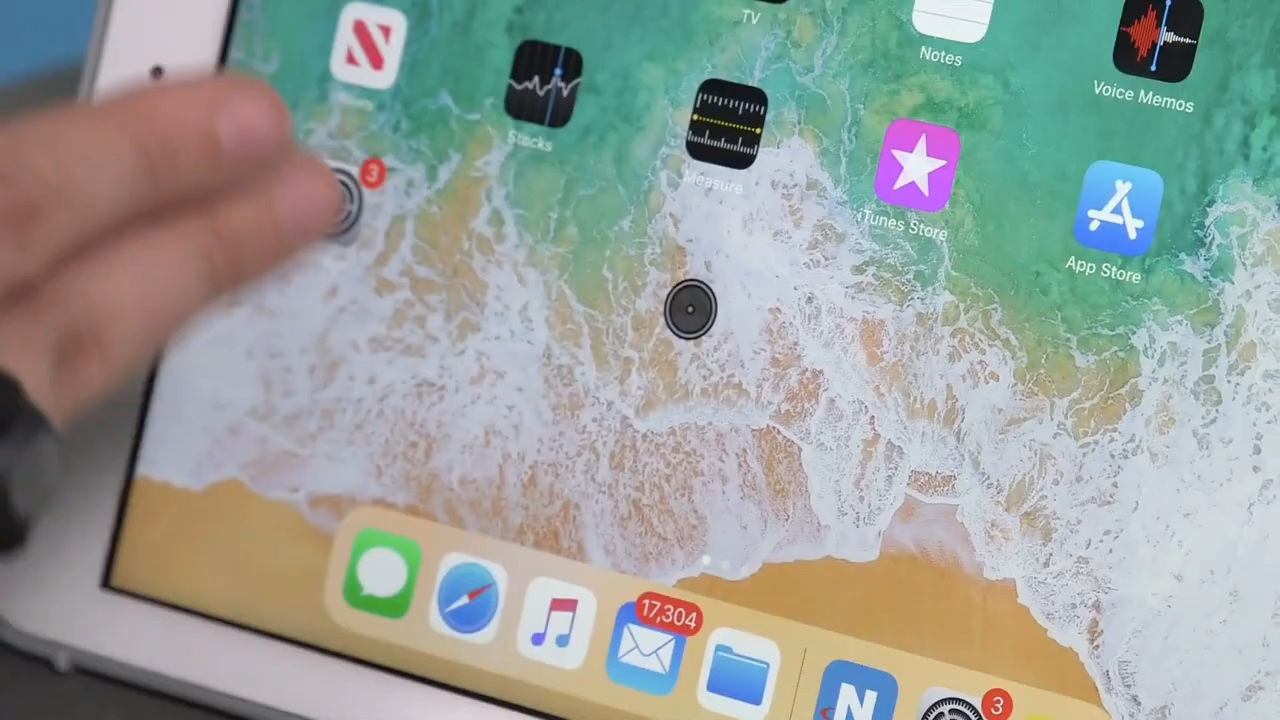 TV
Notes
Voice Memos
Stocks
Measure
iTunes Store
App Store
3
17,304
N
3